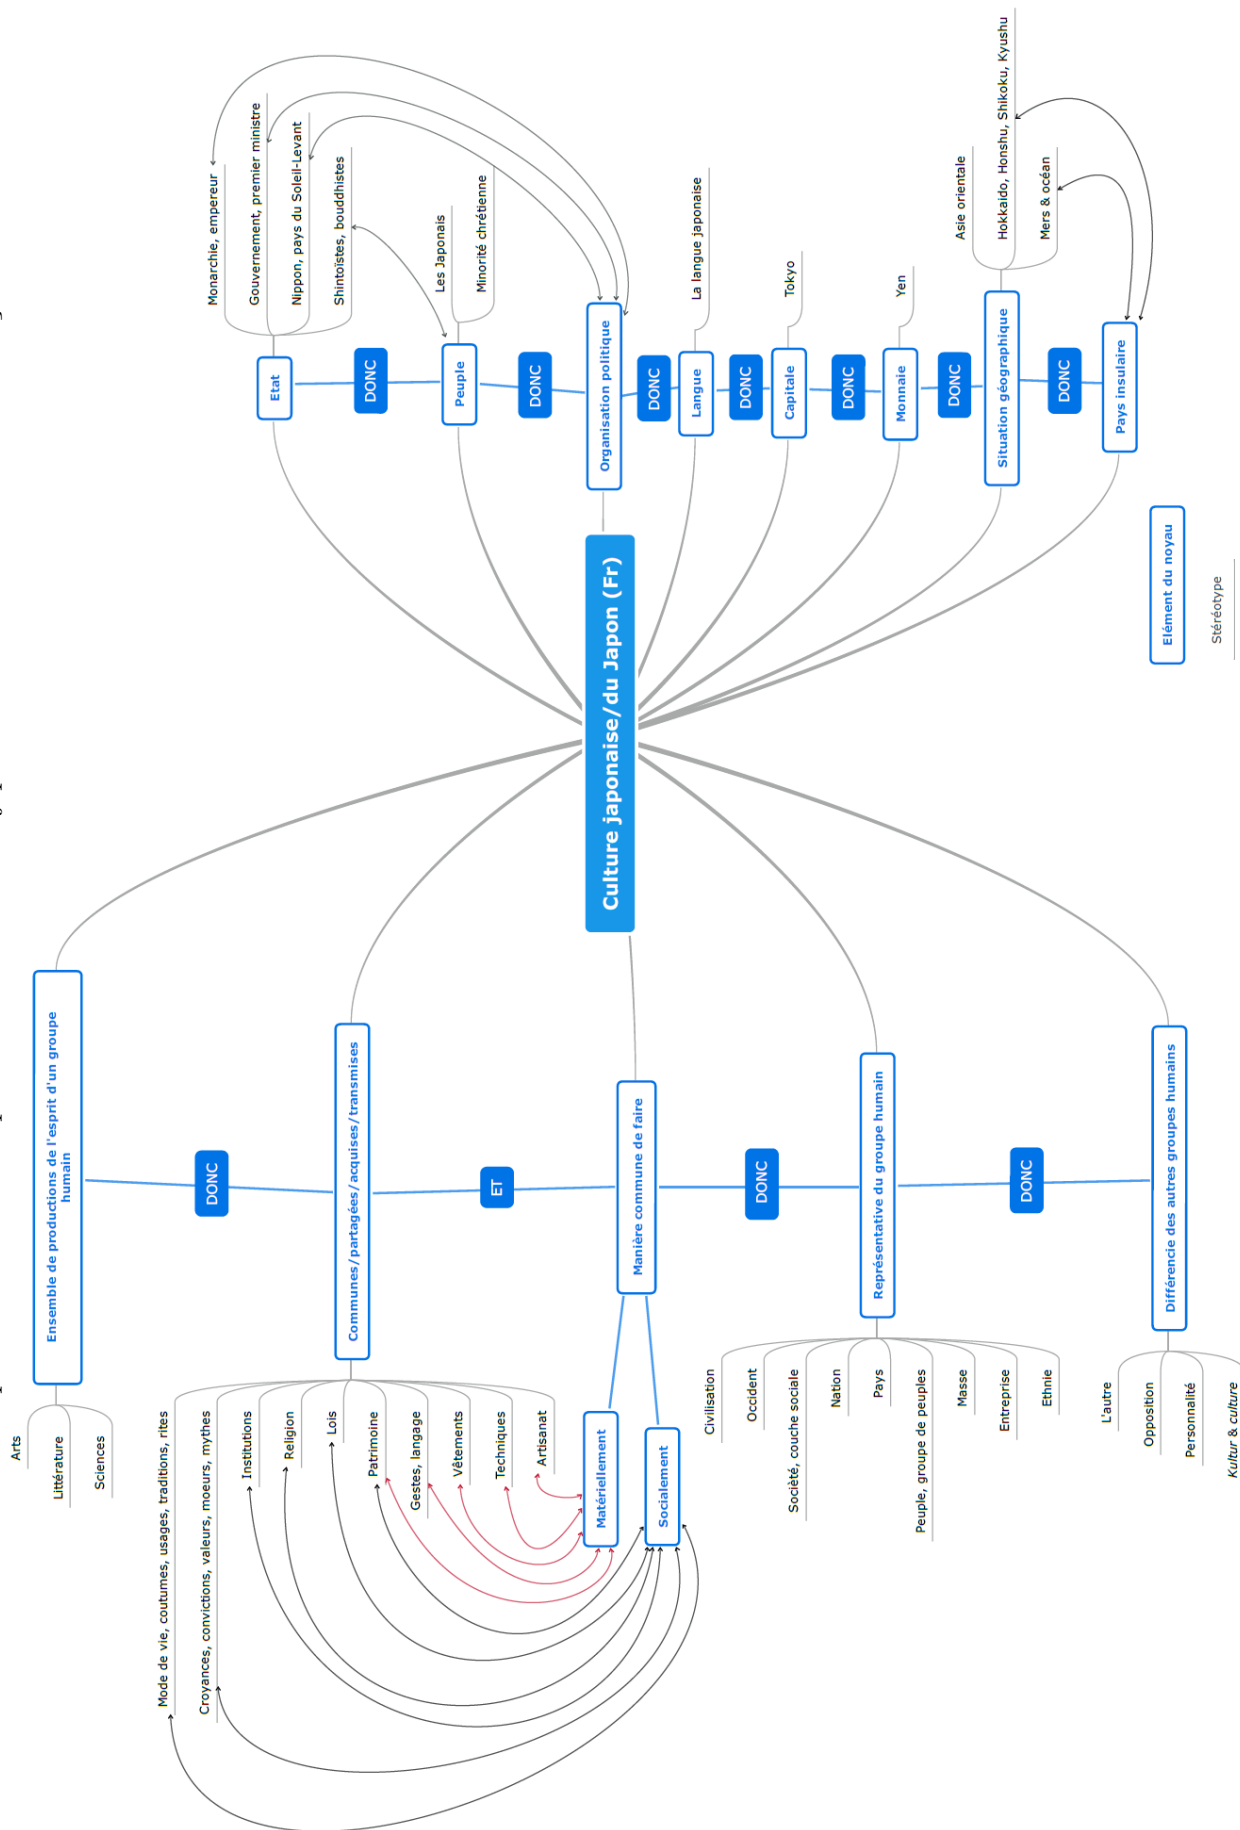 Culture japonaise/du Japon (Fr)
Ensemble de productions de l'esprit d'un groupe
humain
Arts
Littérature
Sciences
DONC
Communes/partagées/acquises/transmises
Mode de vie, coutumes, usages, traditions, rites
Croyances, convictions, valeurs, moeurs, mythes
Institutions
Religion
Lois
Patrimoine
Gestes, langage
Vêtements
Techniques
Artisanat
ET
Manière commune de faire
Matériellement
Socialement
DONC
Représentative du groupe humain
Civilisation
Occident
Société, couche sociale
Nation
Pays
Peuple, groupe de peuples
Masse
Entreprise
Ethnie
DONC
Différencie des autres groupes humains
L'autre
Opposition
Personnalité
Kultur & culture
Etat
Monarchie, empereur
Gouvernement, premier ministre
Nippon, pays du Soleil-Levant
Shintoïstes, bouddhistes
DONC
Peuple
Les Japonais
Minorité chrétienne
DONC
Organisation politique
DONC
Langue
La langue japonaise
DONC
Capitale
Tokyo
DONC
Monnaie
Yen
DONC
Situation géographique
Asie orientale
Hokkaido, Honshu, Shikoku, Kyushu
Mers & océan
DONC
Pays insulaire
Elément du noyau
Stéréotype